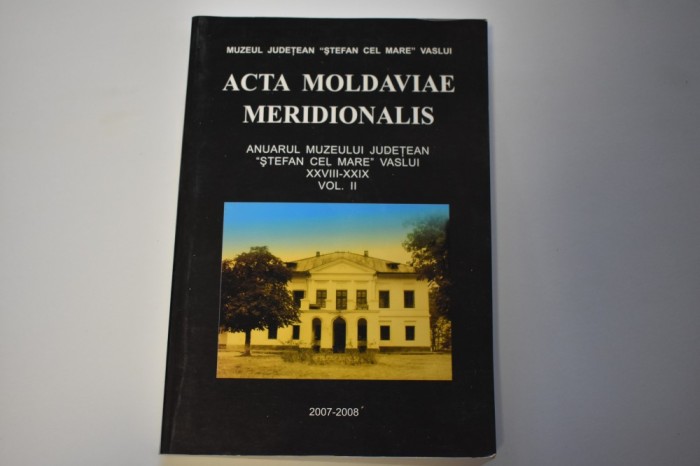 MUZEUL JUDEȚEAN "ȘTEFAN CEL MARE" VASLUI
ACTA MOLDAVIAE
MERIDIONALIS
ANUARUL MUZEULUI JUDEȚEAN
"ȘTEFAN CEL MARE" VASLUI
XXVIII-XXIX
VOL. II
2007-2008